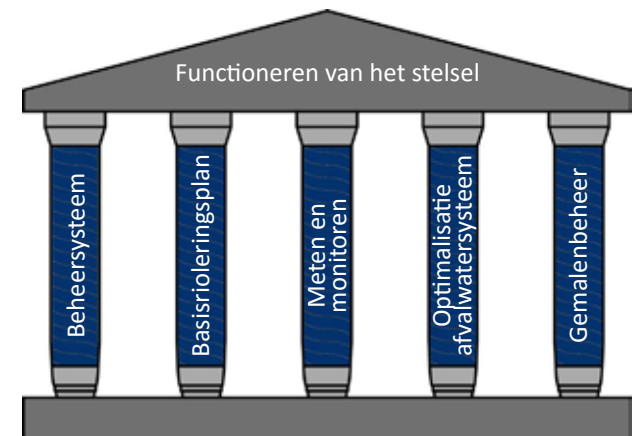 Functioneren van het stelsel
Beheersysteem
Basisrioleringsplan
Meten en
monitoren
Optimalisatie
afvalwatersysteem
Gemalenbeheer